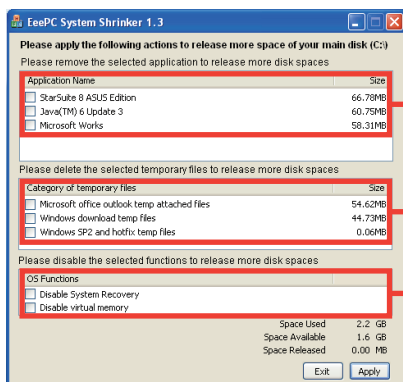 EeePC System Shrinker 1.3
Please apply the following actions to release more space of your main disk (C:\)
Please remove the selected application to release more disk spaces
Application Name Size
StarSuite 8 ASUS Edition 66.78MB
Java(TM) 6 Update 3 60.75MB
Microsoft Works 58.31MB
Please delete the selected temporary files to release more disk spaces
Category of temporary files Size
Microsoft office outlook temp attached files 54.62MB
Windows download temp files 44.73MB
Windows SP2 and hotfix temp files 0.06MB
Please disable the selected functions to release more disk spaces
OS Functions
Disable System Recovery
Disable virtual memory
Space Used 2.2 GB
Space Available 1.6 GB
Space Released 0.00 MB
Exit Apply